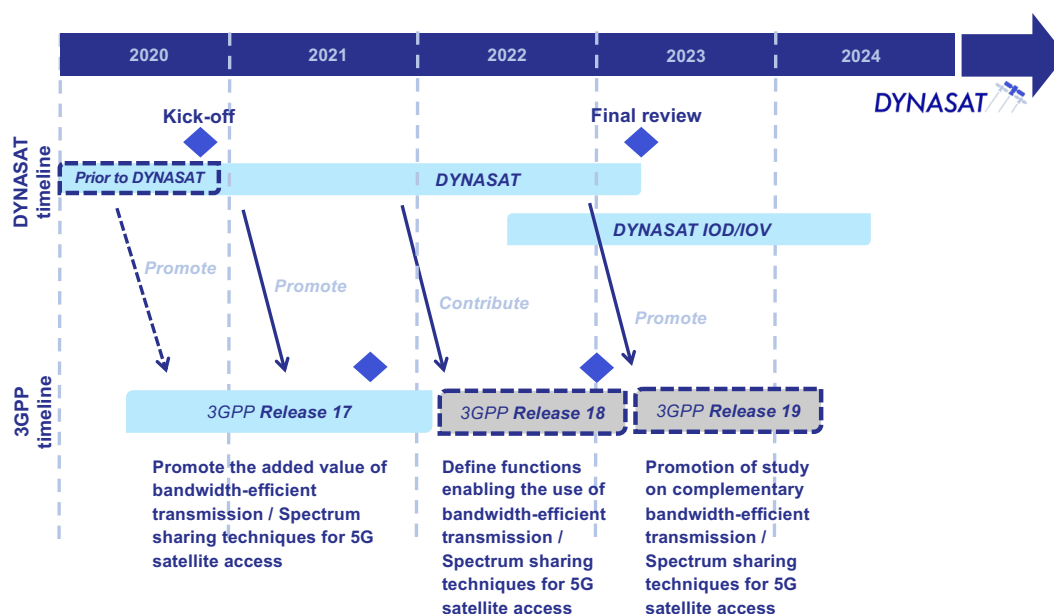 2020
2021
2022
2023
2024
DYNASAT
Kick-off
Final review
DYNASAT
timeline
Prior to DYNASAT
DYNASAT
DYNASAT IOD/IOV
Promote
Promote
Contribute
Promote
3GPP
timeline
3GPP Release 17
3GPP Release 18
3GPP Release 19
Promote the added value of
bandwidth-efficient
transmission / Spectrum
sharing techniques for 5G
satellite access
Define functions
enabling the use of
bandwidth-efficient
transmission /
Spectrum sharing
techniques for 5G
satellite access
Promotion of study
on complementary
bandwidth-efficient
transmission /
Spectrum sharing
techniques for 5G
satellite access